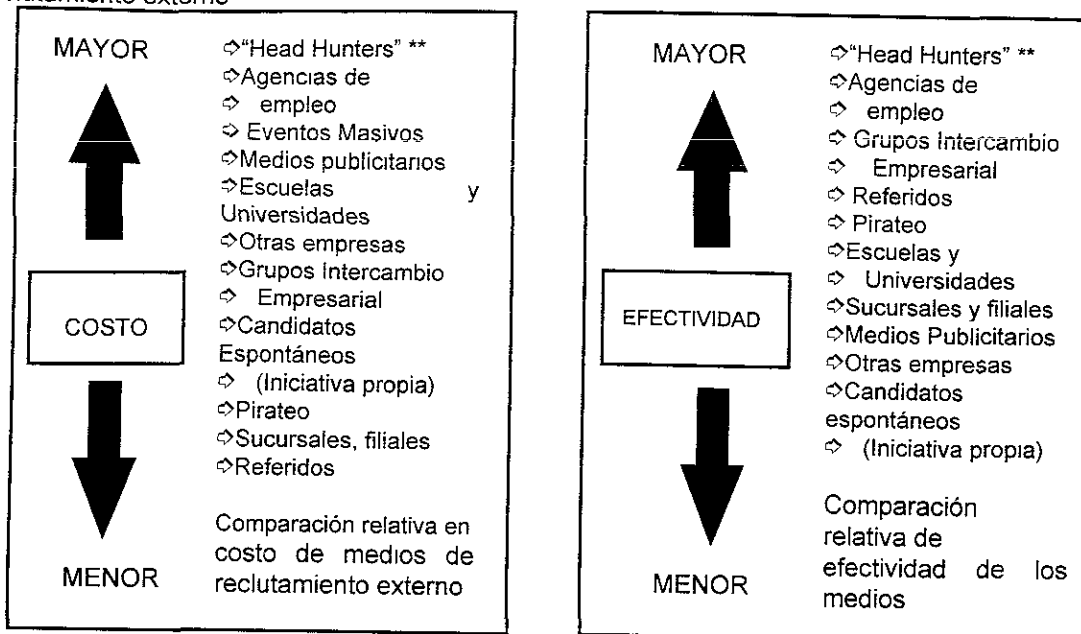 MAYOR
⇨"Head Hunters" **
⇨Agencias de
⇨ empleo
⇨ Eventos Masivos
⇨Medios publicitarios
⇨Escuelas y
Universidades
⇨Otras empresas
⇨Grupos Intercambio
⇨ Empresarial
COSTO
⇨Candidatos
Espontáneos
⇨ (Iniciativa propia)
⇨Pirateo
⇨Sucursales, filiales
⇨Referidos
Comparación relativa en
costo de medios de
reclutamiento externo
MENOR
MAYOR
⇨"Head Hunters" **
⇨Agencias de
⇨ empleo
⇨ Grupos Intercambio
⇨ Empresarial
⇨ Referidos
⇨ Pirateo
⇨Escuelas y
⇨ Universidades
⇨Sucursales y filiales
EFECTIVIDAD
⇨Medios Publicitarios
⇨Otras empresas
⇨Candidatos
espontáneos
⇨ (Iniciativa propia)
Comparación
relativa de
efectividad de los
medios
MENOR